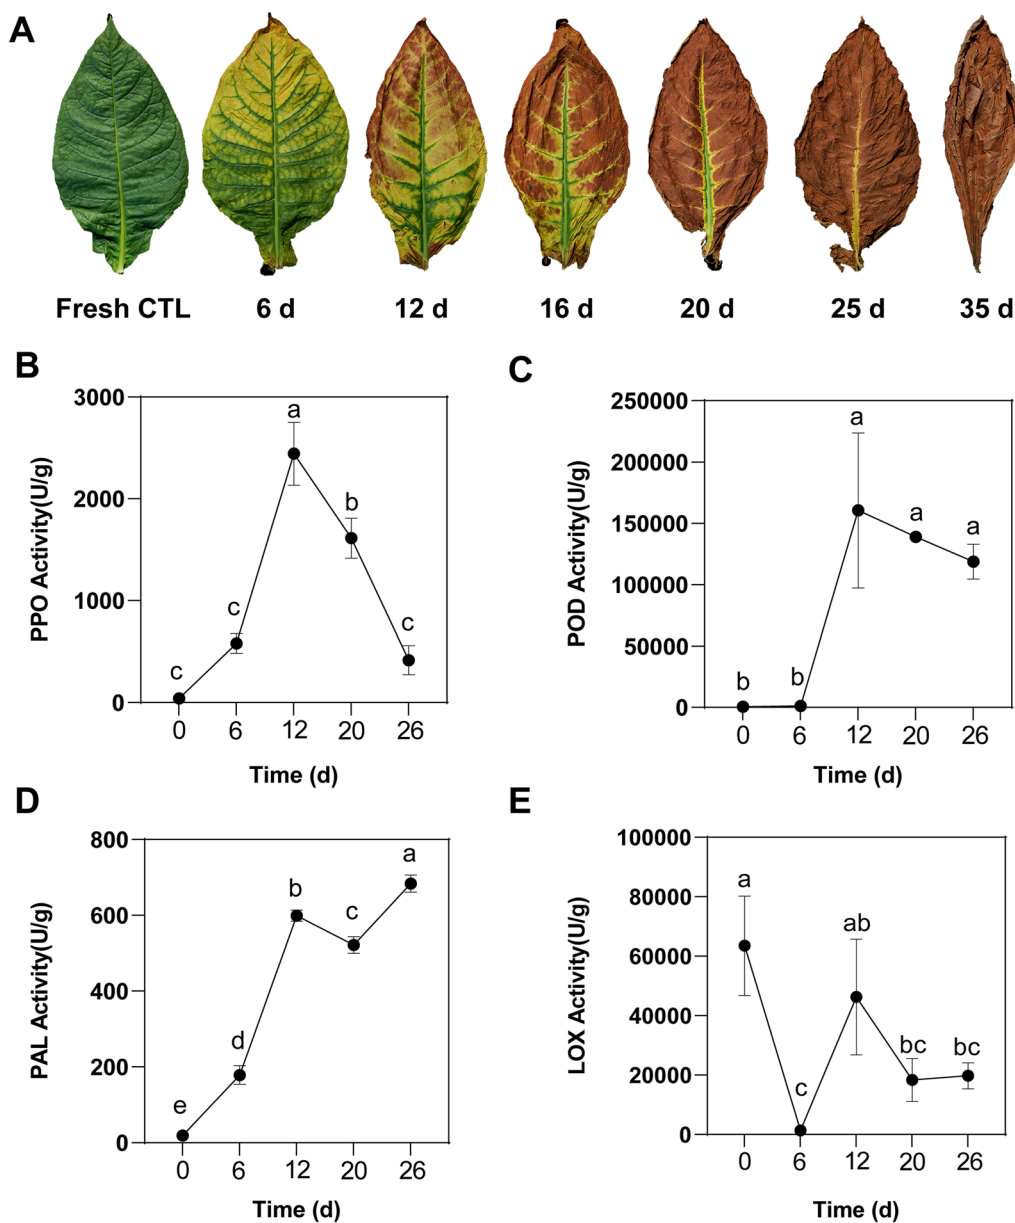 A
Fresh CTL 6 d 12 d 16 d 20 d 25 d 35 d
B
3000
2000
1000
0
PPO Activity(U/g)
c
c
a
b
c
0 6 12 20 26
Time (d)
C
250000
200000
150000
100000
50000
0
POD Activity(U/g)
b
b
a
a
a
0 6 12 20 26
Time (d)
D
800
600
400
200
0
PAL Activity(U/g)
e
d
b
c
a
0 6 12 20 26
Time (d)
E
100000
80000
60000
40000
20000
0
LOX Activity(U/g)
a
c
ab
bc
bc
0 6 12 20 26
Time (d)